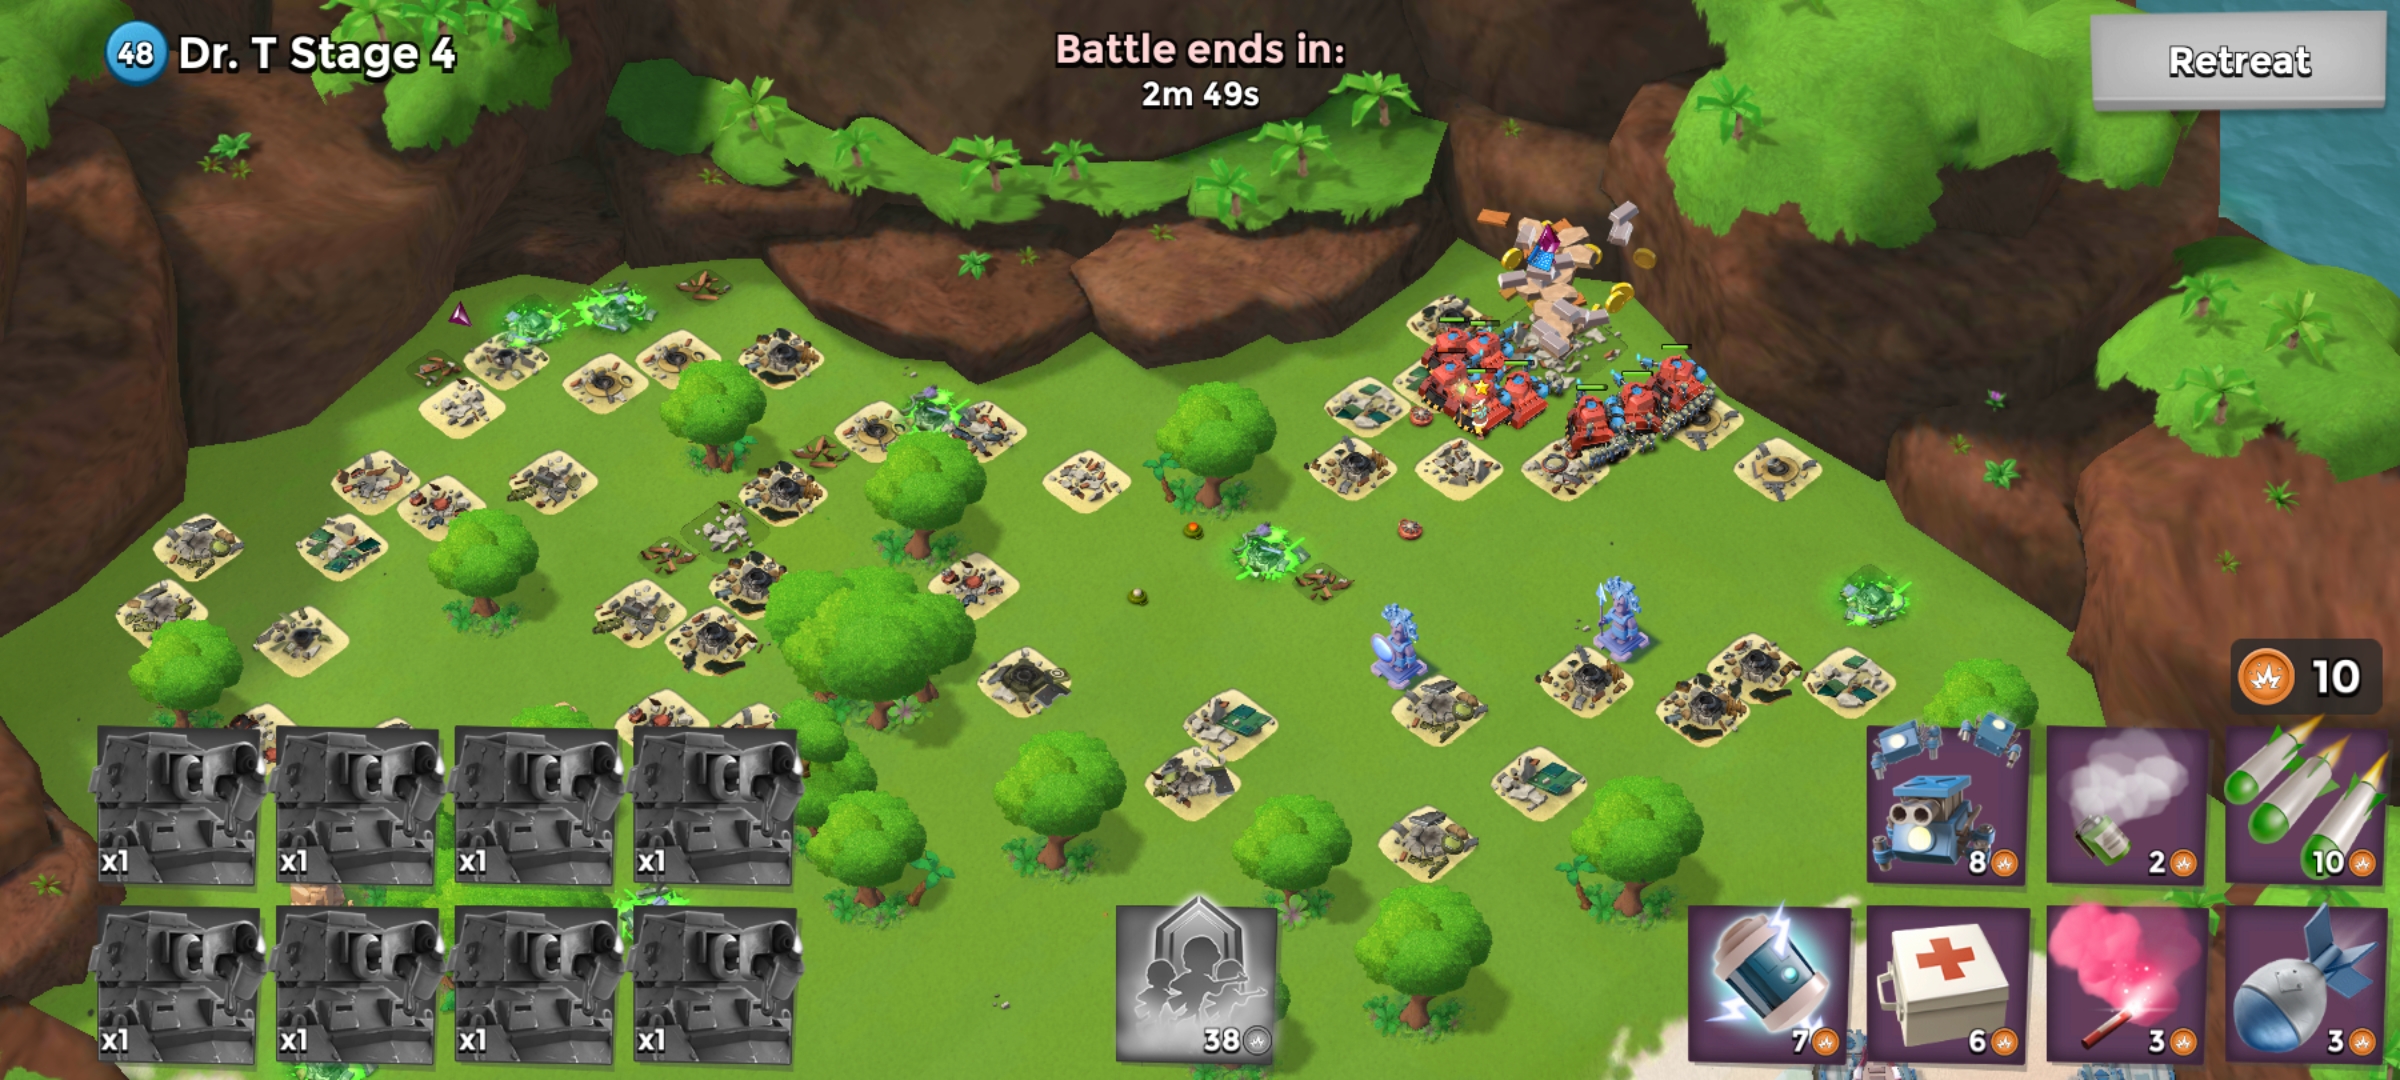 48 Dr. T Stage 4
Battle ends in:
2m 49s
Retreat
10
x1 x1 x1 x1
8 2 10
x1 x1 x1 x1
38
7 6 3 3